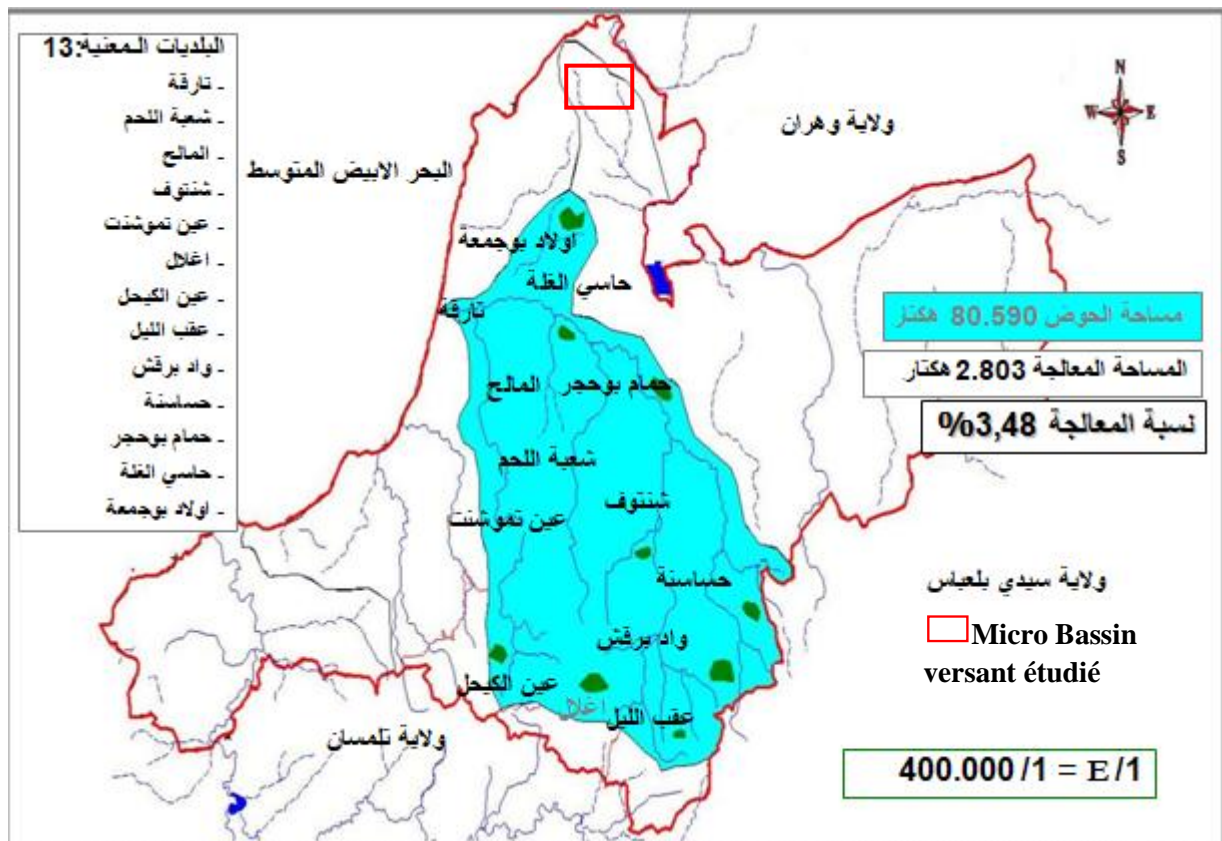 البلديات المعنية:13
- تارقة
- شعبة اللحم
- المالح
- شنتوف
- عين تموشنت
- اغلال
- عين الكيحل
- عقب الليل
- واد برقش
- حساسنة
- حمام بوحجر
- حاسي الغلة
- اولاد بوجمعة
البحر الابيض المتوسط
ولاية وهران
N
W E
S
اولاد بوجمعة
حاسي الغلة
تارقة
حمام بوحجر
المالح
شعبة اللحم
شنتوف
عين تموشنت
حساسنة
واد برقش
عين الكيحل
اغلال
عقب الليل
ولاية تلمسان
مساحة الحوض 80.590 هكتار
المساحة المعالجة 2.803 هكتار
نسبة المعالجة 3,48%
ولاية سيدي بلعباس
Micro Bassin
versant étudié
400.000 /1 = E /1